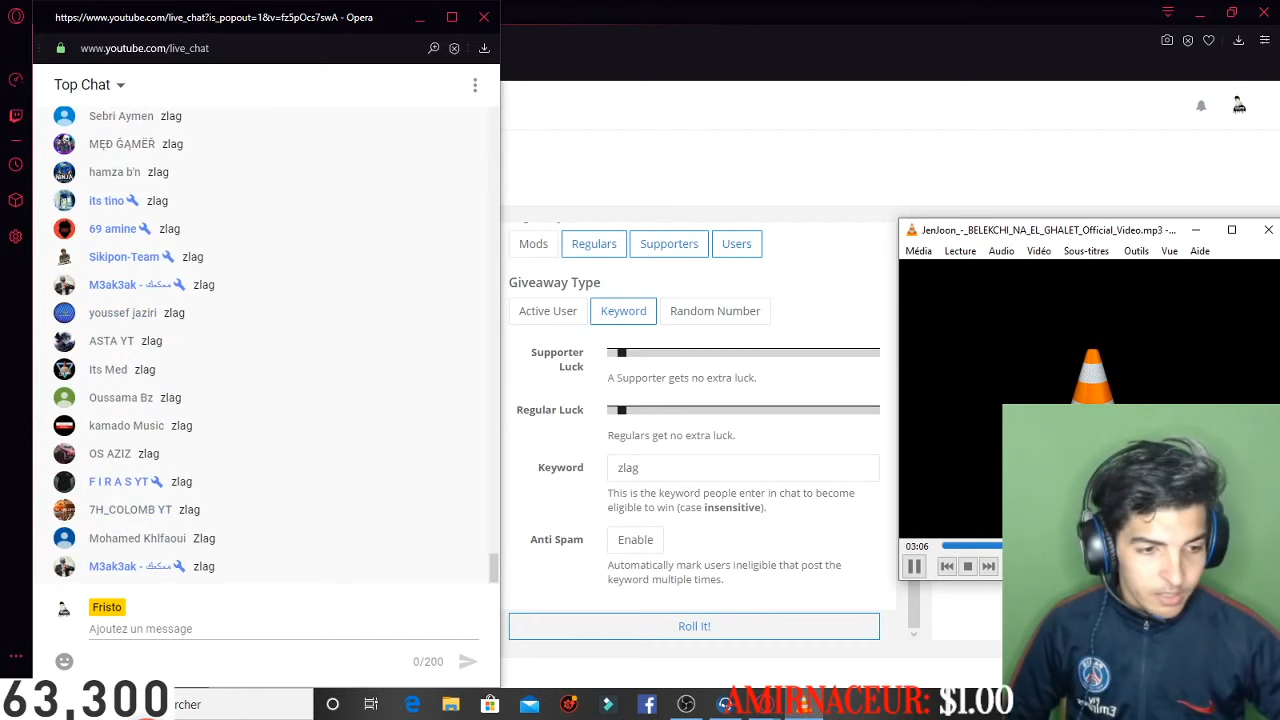 https://www.youtube.com/live_chat?is_popout=1&v=fz5pOcs7swA - Opera
www.youtube.com/live_chat
Top Chat
Sebri Aymen zlag
MĘĐ ĞĄMËŘ zlag
hamza b'n zlag
its tino zlag
69 amine zlag
Sikipon-Team zlag
M3ak3ak - معكعك zlag
youssef jaziri zlag
ASTA YT zlag
Its Med zlag
Oussama Bz zlag
kamado Music zlag
OS AZIZ zlag
F I R A S YT zlag
7H_COLOMB YT zlag
Mohamed Khlfaoui Zlag
M3ak3ak - معكعك zlag
Fristo
Ajoutez un message
0/200
Mods Regulars Supporters Users
Giveaway Type
Active User Keyword Random Number
Supporter Luck
A Supporter gets no extra luck.
Regular Luck
Regulars get no extra luck.
Keyword zlag
This is the keyword people enter in chat to become
eligible to win (case insensitive).
Anti Spam Enable
Automatically mark users ineligible that post the
keyword multiple times.
Roll It!
JenJoon_-_BELEKCHI_NA_EL_GHALET_Official_Video.mp3 -...
Média Lecture Audio Vidéo Sous-titres Outils Vue Aide
03:06
63,300
rcher
AMIRNACEUR: $1.00